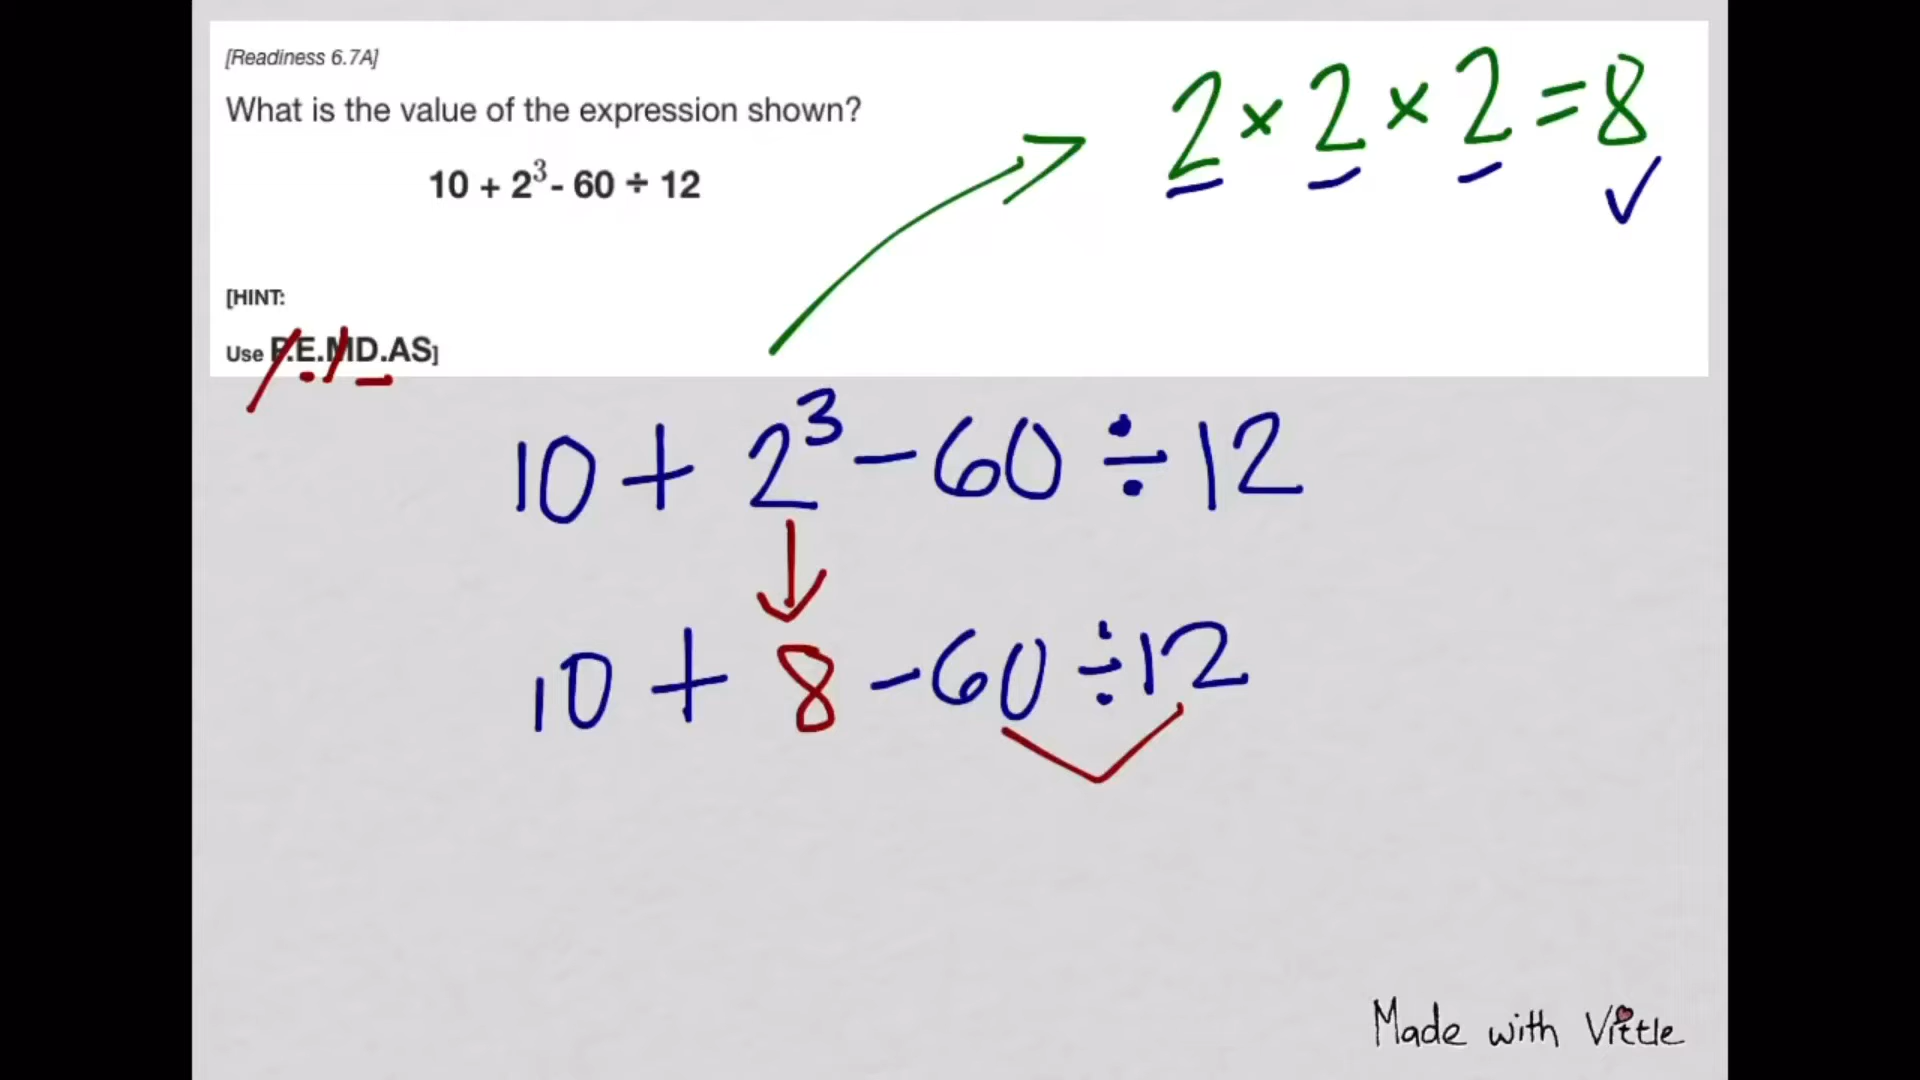 [Readiness 6.7A]
What is the value of the expression shown?
10 + 2³- 60 ÷ 12
2 × 2 × 2 = 8
[HINT:
Use P.E.MD.AS]
10 + 2³ - 60 ÷ 12
10 + 8 - 60 ÷ 12
Made with Vittle